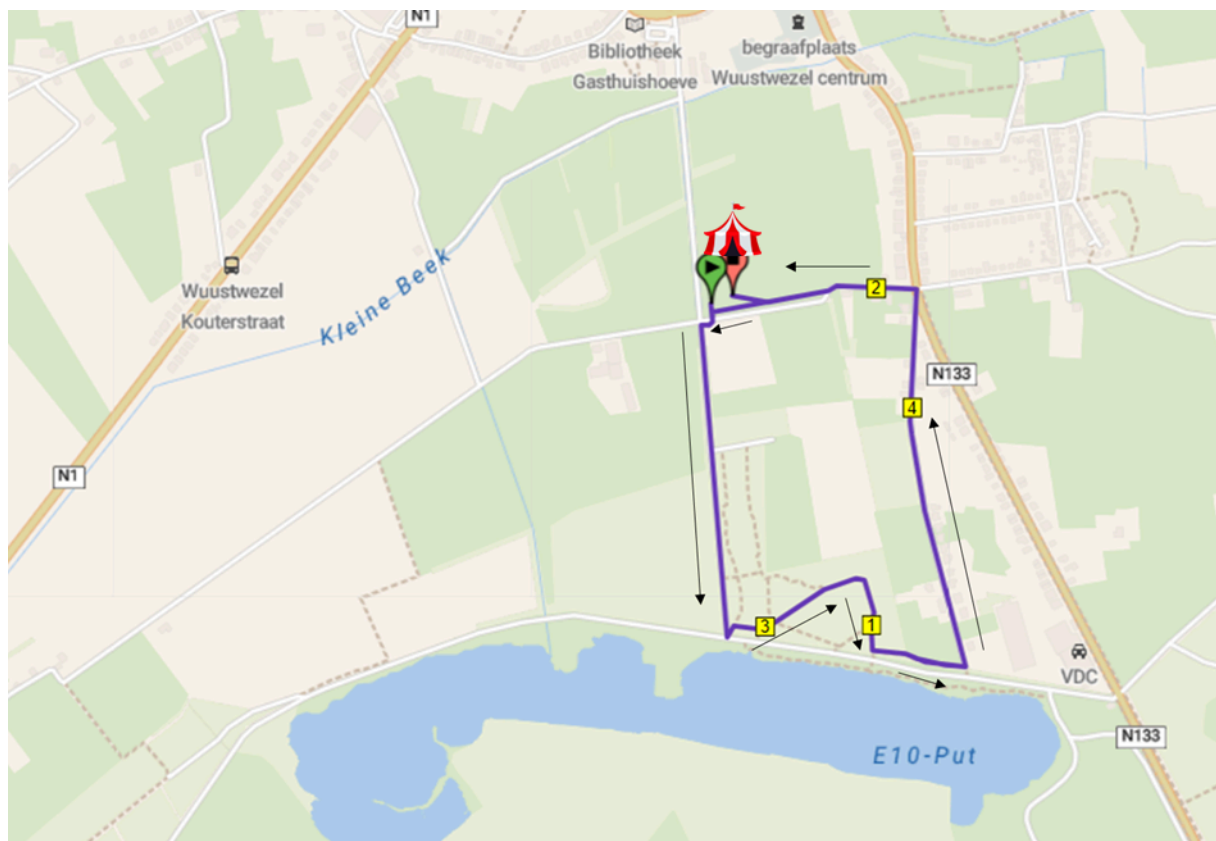 N1
Bibliotheek
Gasthuishoeve
begraafplaats
Wuustwezel centrum
Kleine Beek
Wuustwezel
Kouterstraat
2
N133
4
N1
3
1
VDC
E10-Put
N133